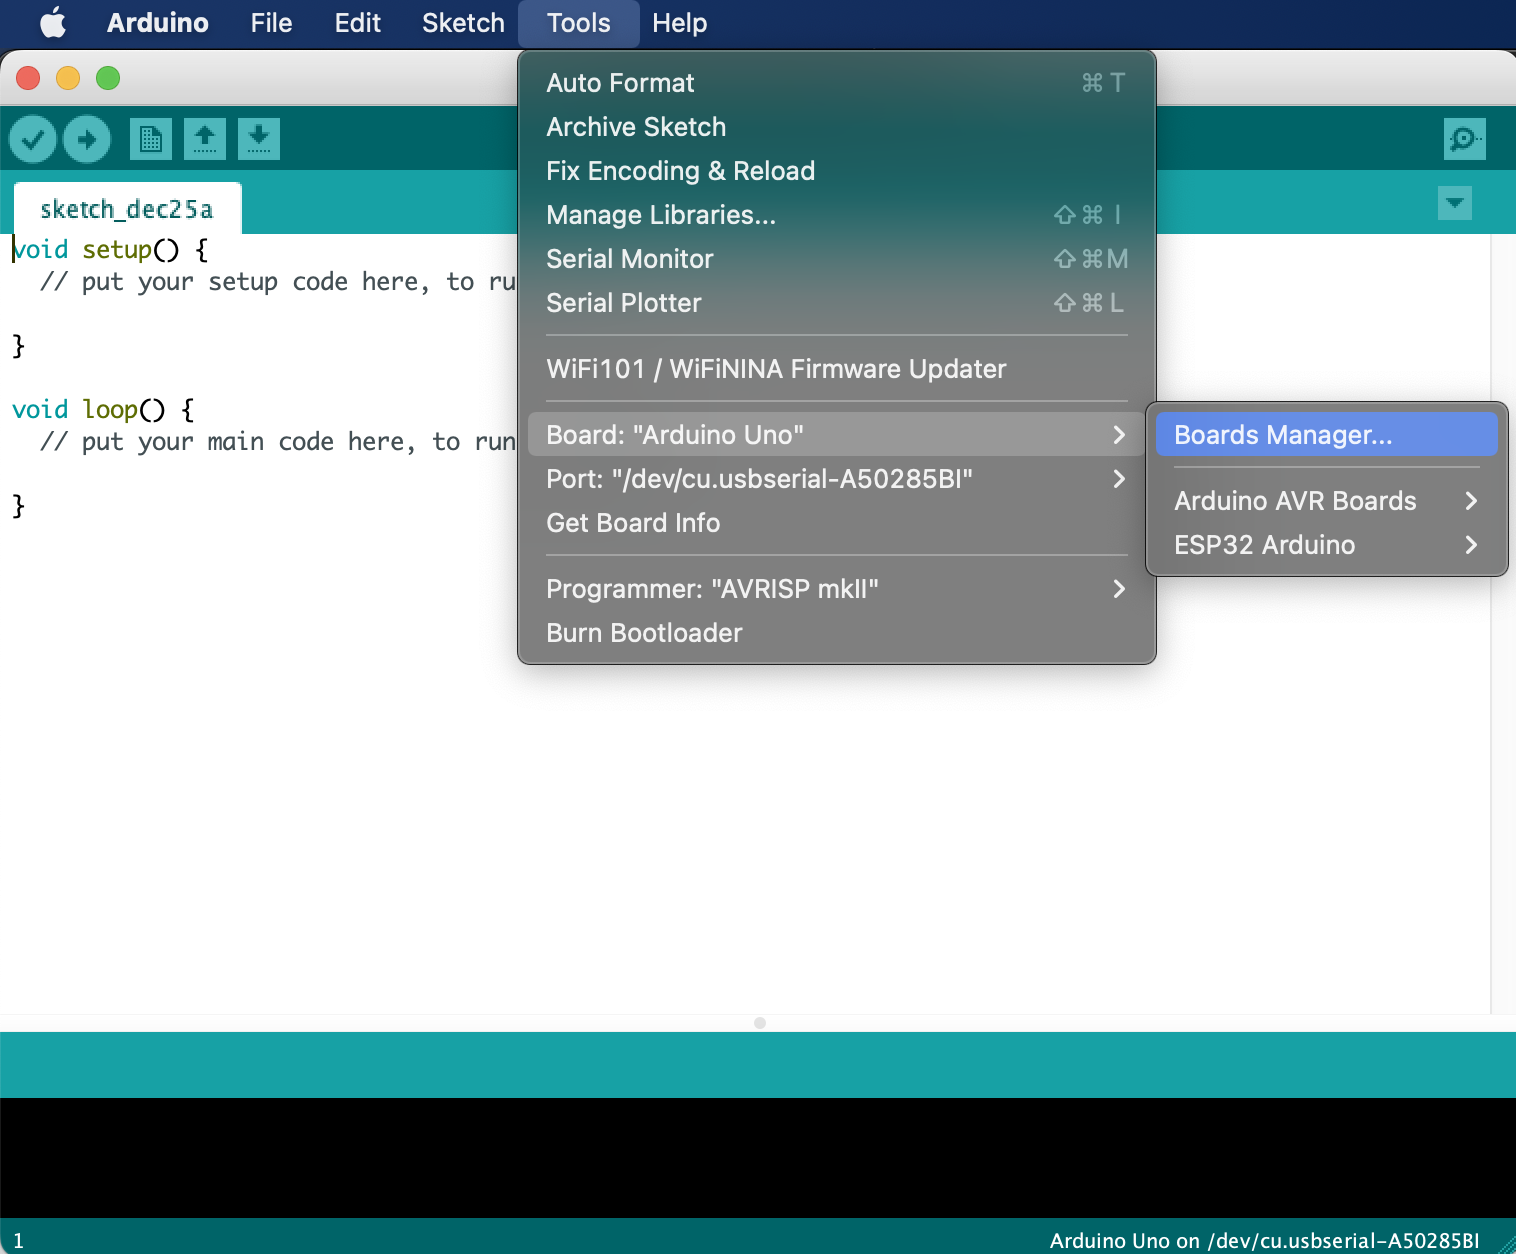 Arduino File Edit Sketch Tools Help
Auto Format ⌘ T
Archive Sketch
Fix Encoding & Reload
Manage Libraries... ⇧ ⌘ I
Serial Monitor ⇧ ⌘ M
Serial Plotter ⇧ ⌘ L
WiFi101 / WiFiNINA Firmware Updater
Board: "Arduino Uno"
Port: "/dev/cu.usbserial-A50285BI"
Get Board Info
Programmer: "AVRISP mkII"
Burn Bootloader
Boards Manager...
Arduino AVR Boards
ESP32 Arduino
sketch_dec25a
void setup() {
// put your setup code here, to ru
}
void loop() {
// put your main code here, to run
}
1 Arduino Uno on /dev/cu.usbserial-A50285BI